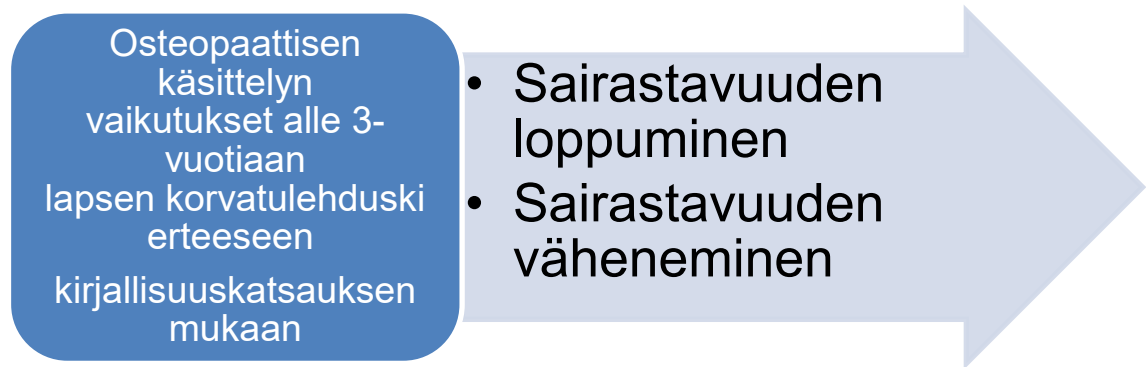 Osteopaattisen
käsittelyn
vaikutukset alle 3-
vuotiaan
lapsen korvatulehduski
erteeseen
kirjallisuuskatsauksen
mukaan
• Sairastavuuden
loppuminen
• Sairastavuuden
väheneminen